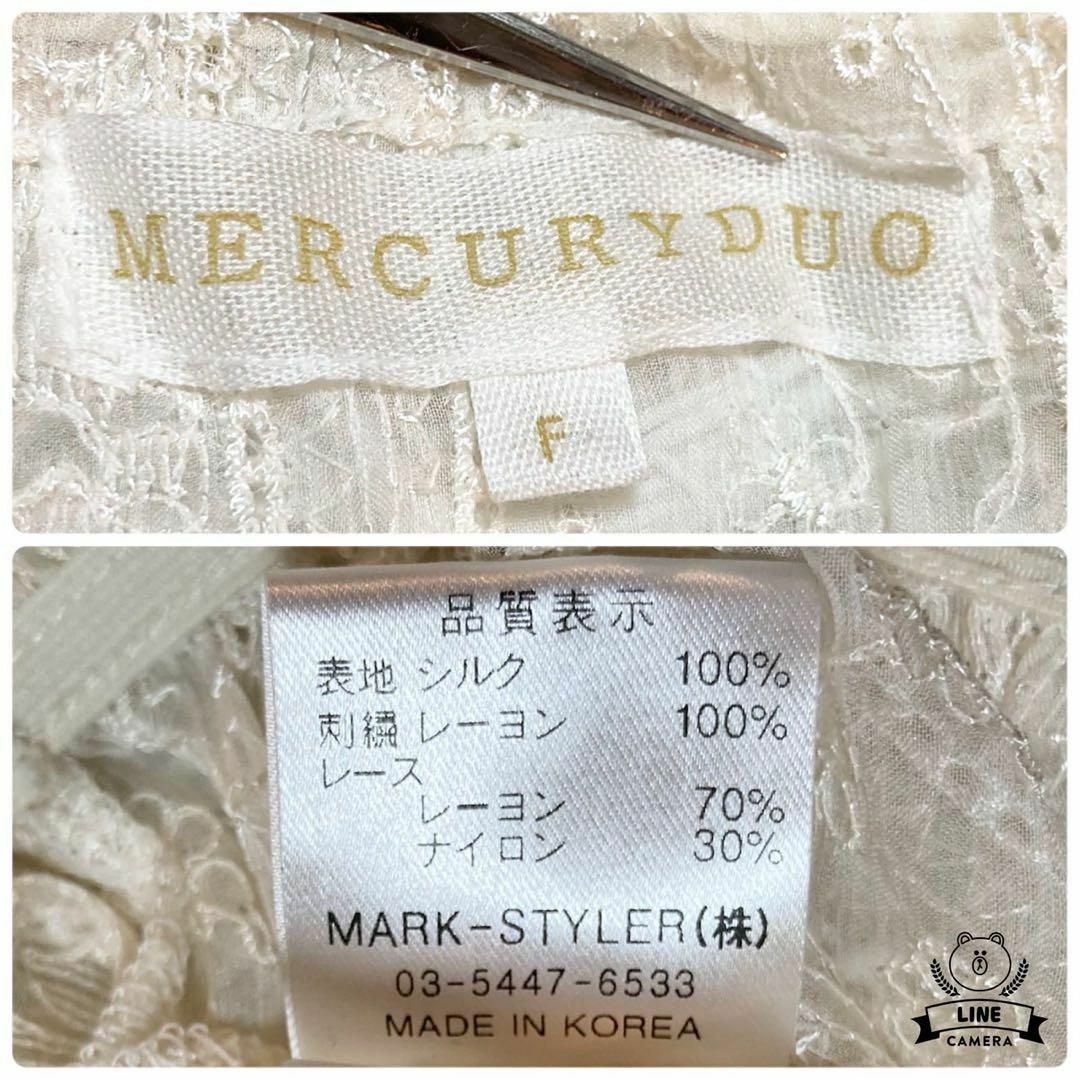 MERCURYDUO
F
品質表示
表地 シルク 100%
刺繍 レーヨン 100%
レース
レーヨン 70%
ナイロン 30%
MARK-STYLER(株)
03-5447-6533
MADE IN KOREA
LINE
CAMERA